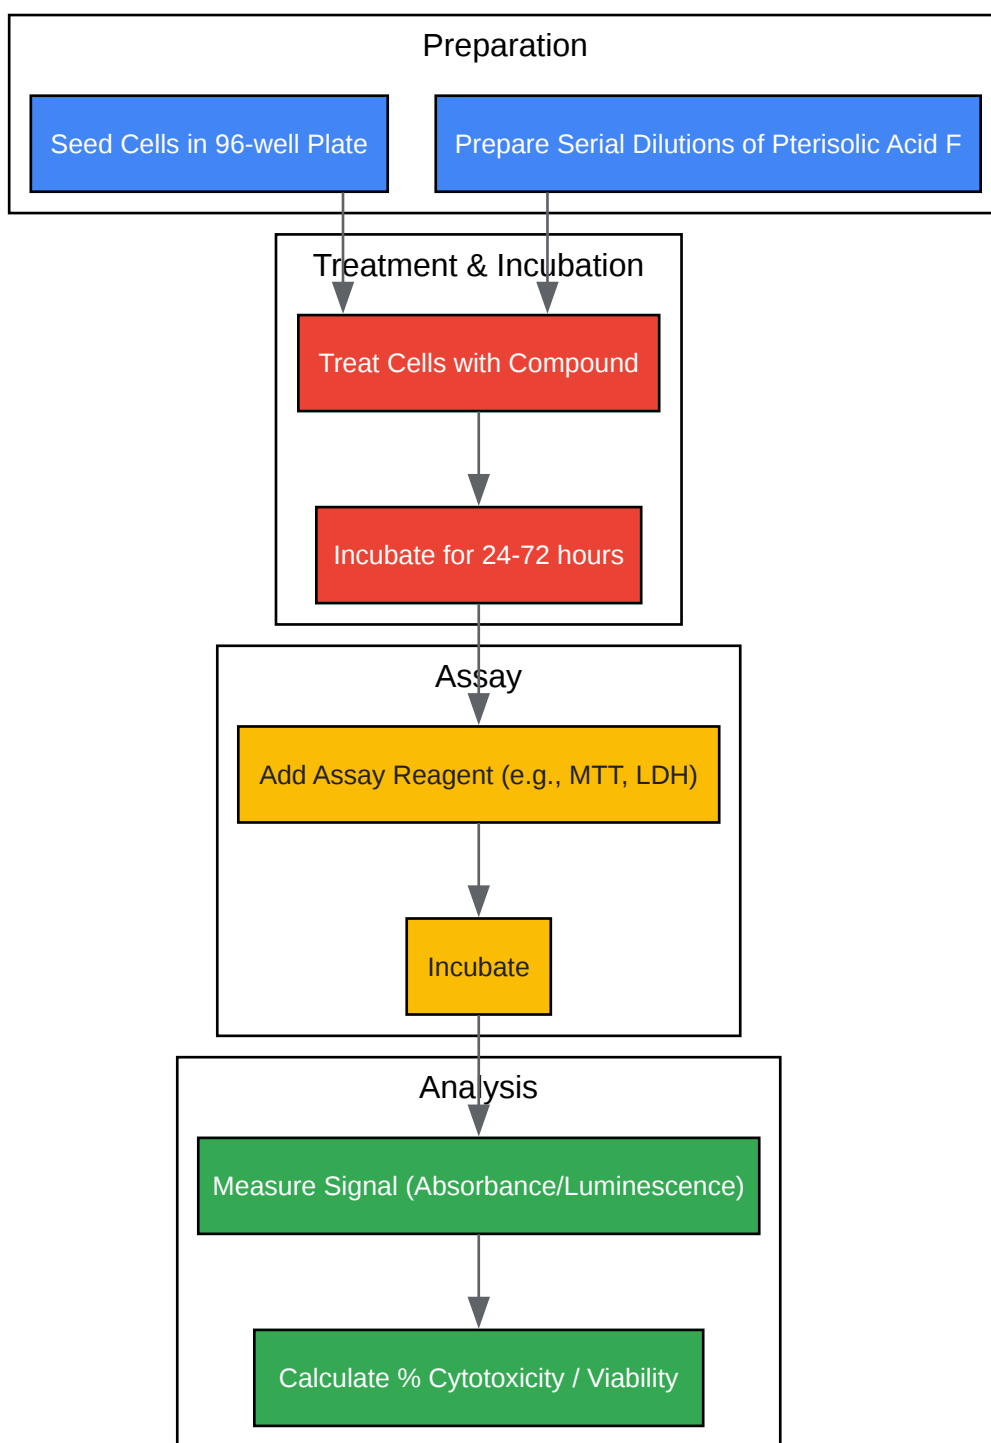 Preparation
Seed Cells in 96-well Plate
Prepare Serial Dilutions of Pterisolic Acid F
Treatment & Incubation
Treat Cells with Compound
Incubate for 24-72 hours
Assay
Add Assay Reagent (e.g., MTT, LDH)
Incubate
Analysis
Measure Signal (Absorbance/Luminescence)
Calculate % Cytotoxicity / Viability